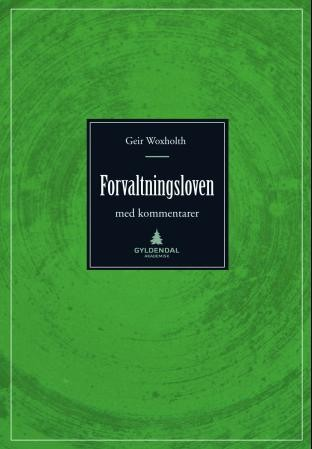 Geir Woxholth
Forvaltningsloven
med kommentarer
GYLDENDAL
AKADEMISK